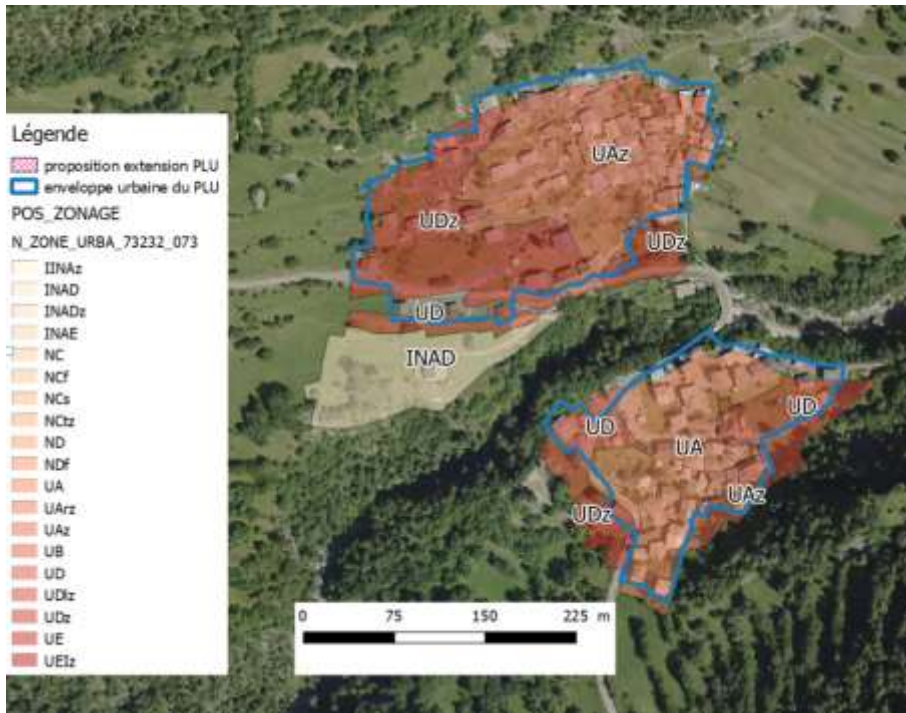 Légende
proposition extension PLU
enveloppe urbaine du PLU
POS_ZONAGE
N_ZONE_URBA_73232_073
IINAz
INAD
INADz
INAE
NC
NCf
NCs
NCtz
ND
NDf
UA
UArz
UAz
UB
UD
UDIz
UDz
UE
UEIz
UAz
UDz
UDz
UD
INAD
UD
UD
UA
UAz
UDz
0 75 150 225 m